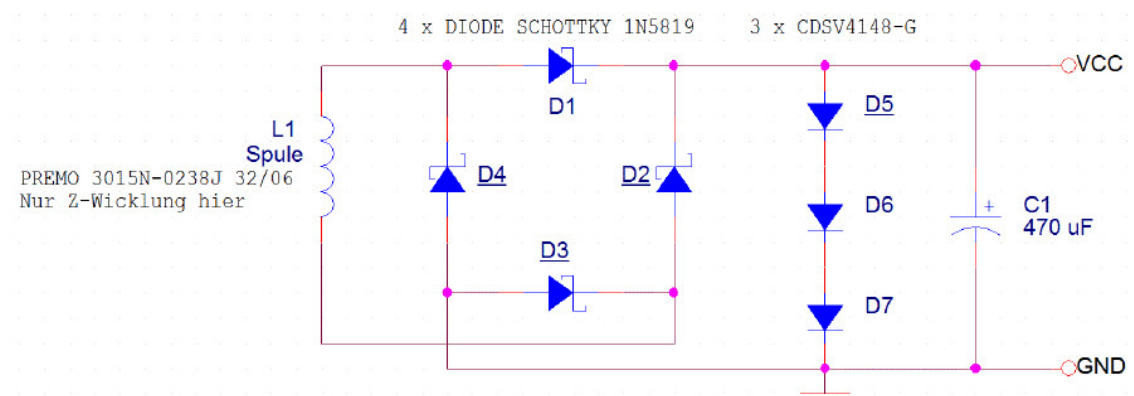 4 x DIODE SCHOTTKY 1N5819
3 x CDSV4148-G
VCC
D1
D5
L1
Spule
PREMO 3015N-0238J 32/06
Nur Z-Wicklung hier
D4
D2
D6
+
C1
470 uF
D3
D7
GND